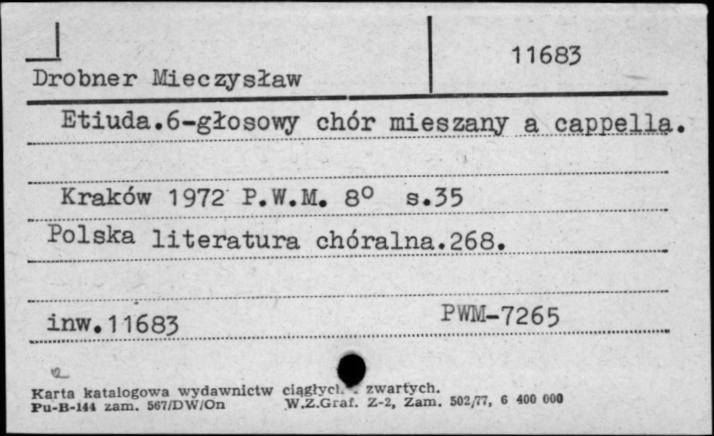 11683
Drobner Mieczysław
Etiuda.6-głosowy chór mieszany a cappella.
Kraków 1972 P.W.M. 8° s.35
Polska literatura chóralna.268.
inw.11683 PWM-7265
Karta katalogowa wydawnictw zwartych.
Pu-B-144 zam. 567/DW/On W.Z.Graf. Z-2, Zam. 502/77, 6 400 000